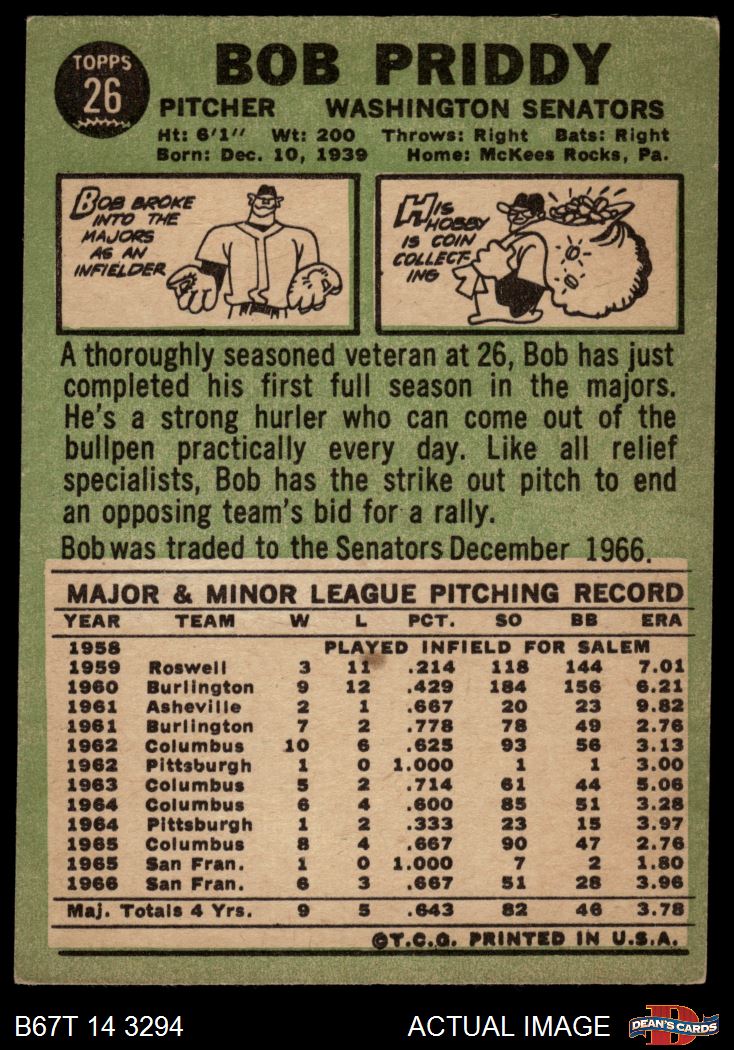 TOPPS
26
BOB PRIDDY
PITCHER WASHINGTON SENATORS
Ht: 6'1" Wt: 200 Throws: Right Bats: Right
Born: Dec. 10, 1939 Home: McKees Rocks, Pa.
BOB BROKE
INTO THE
MAJORS
AS AN
INFIELDER
HIS
HOBBY
IS COIN
COLLECT-
ING
A thoroughly seasoned veteran at 26, Bob has just
completed his first full season in the majors.
He's a strong hurler who can come out of the
bullpen practically every day. Like all relief
specialists, Bob has the strike out pitch to end
an opposing team's bid for a rally.
Bob was traded to the Senators December 1966.
MAJOR & MINOR LEAGUE PITCHING RECORD
YEAR TEAM W L PCT. SO BB ERA
1958 PLAYED INFIELD FOR SALEM
1959 Roswell 3 11 .214 118 144 7.01
1960 Burlington 9 12 .429 184 156 6.21
1961 Asheville 2 1 .667 20 23 9.82
1961 Burlington 7 2 .778 78 49 2.76
1962 Columbus 10 6 .625 93 56 3.13
1962 Pittsburgh 1 0 1.000 1 1 3.00
1963 Columbus 5 2 .714 61 44 5.06
1964 Columbus 6 4 .600 85 51 3.28
1964 Pittsburgh 1 2 .333 23 15 3.97
1965 Columbus 8 4 .667 90 47 2.76
1965 San Fran. 1 0 1.000 7 2 1.80
1966 San Fran. 6 3 .667 51 28 3.96
Maj. Totals 4 Yrs. 9 5 .643 82 46 3.78
©T.C.G. PRINTED IN U.S.A.
B67T 14 3294 ACTUAL IMAGE
D
DEAN'S CARDS